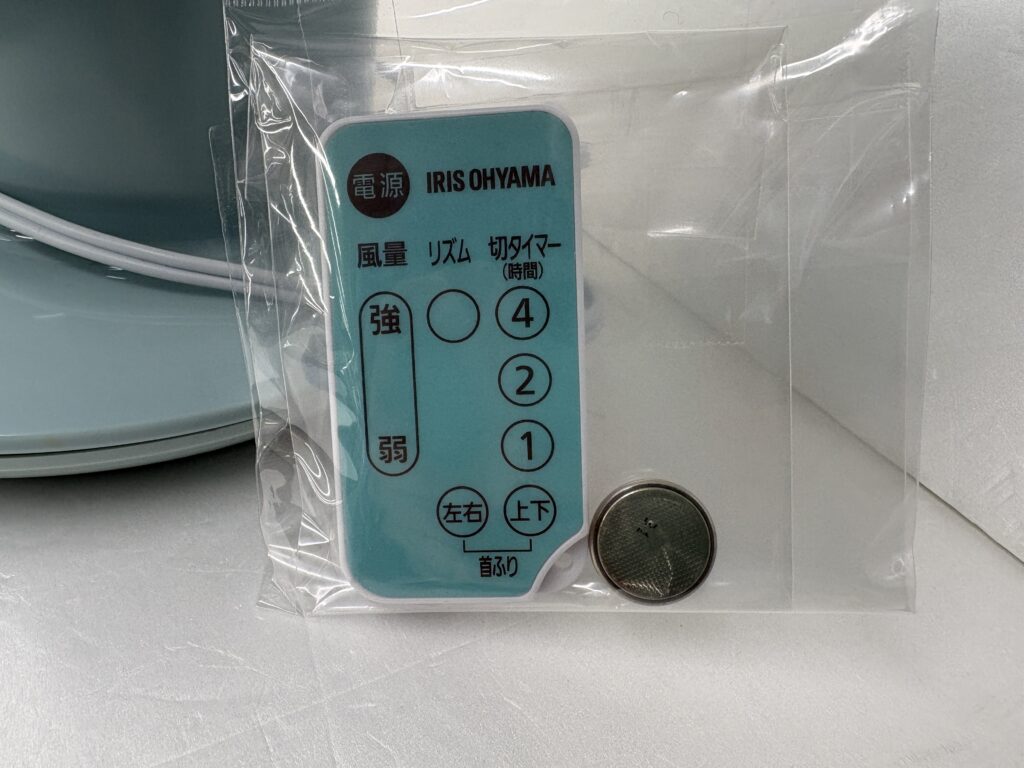 電源 IRIS OHYAMA
風量 リズム 切タイマー
(時間)
強 4
2
弱 1
左右 上下
首ふり